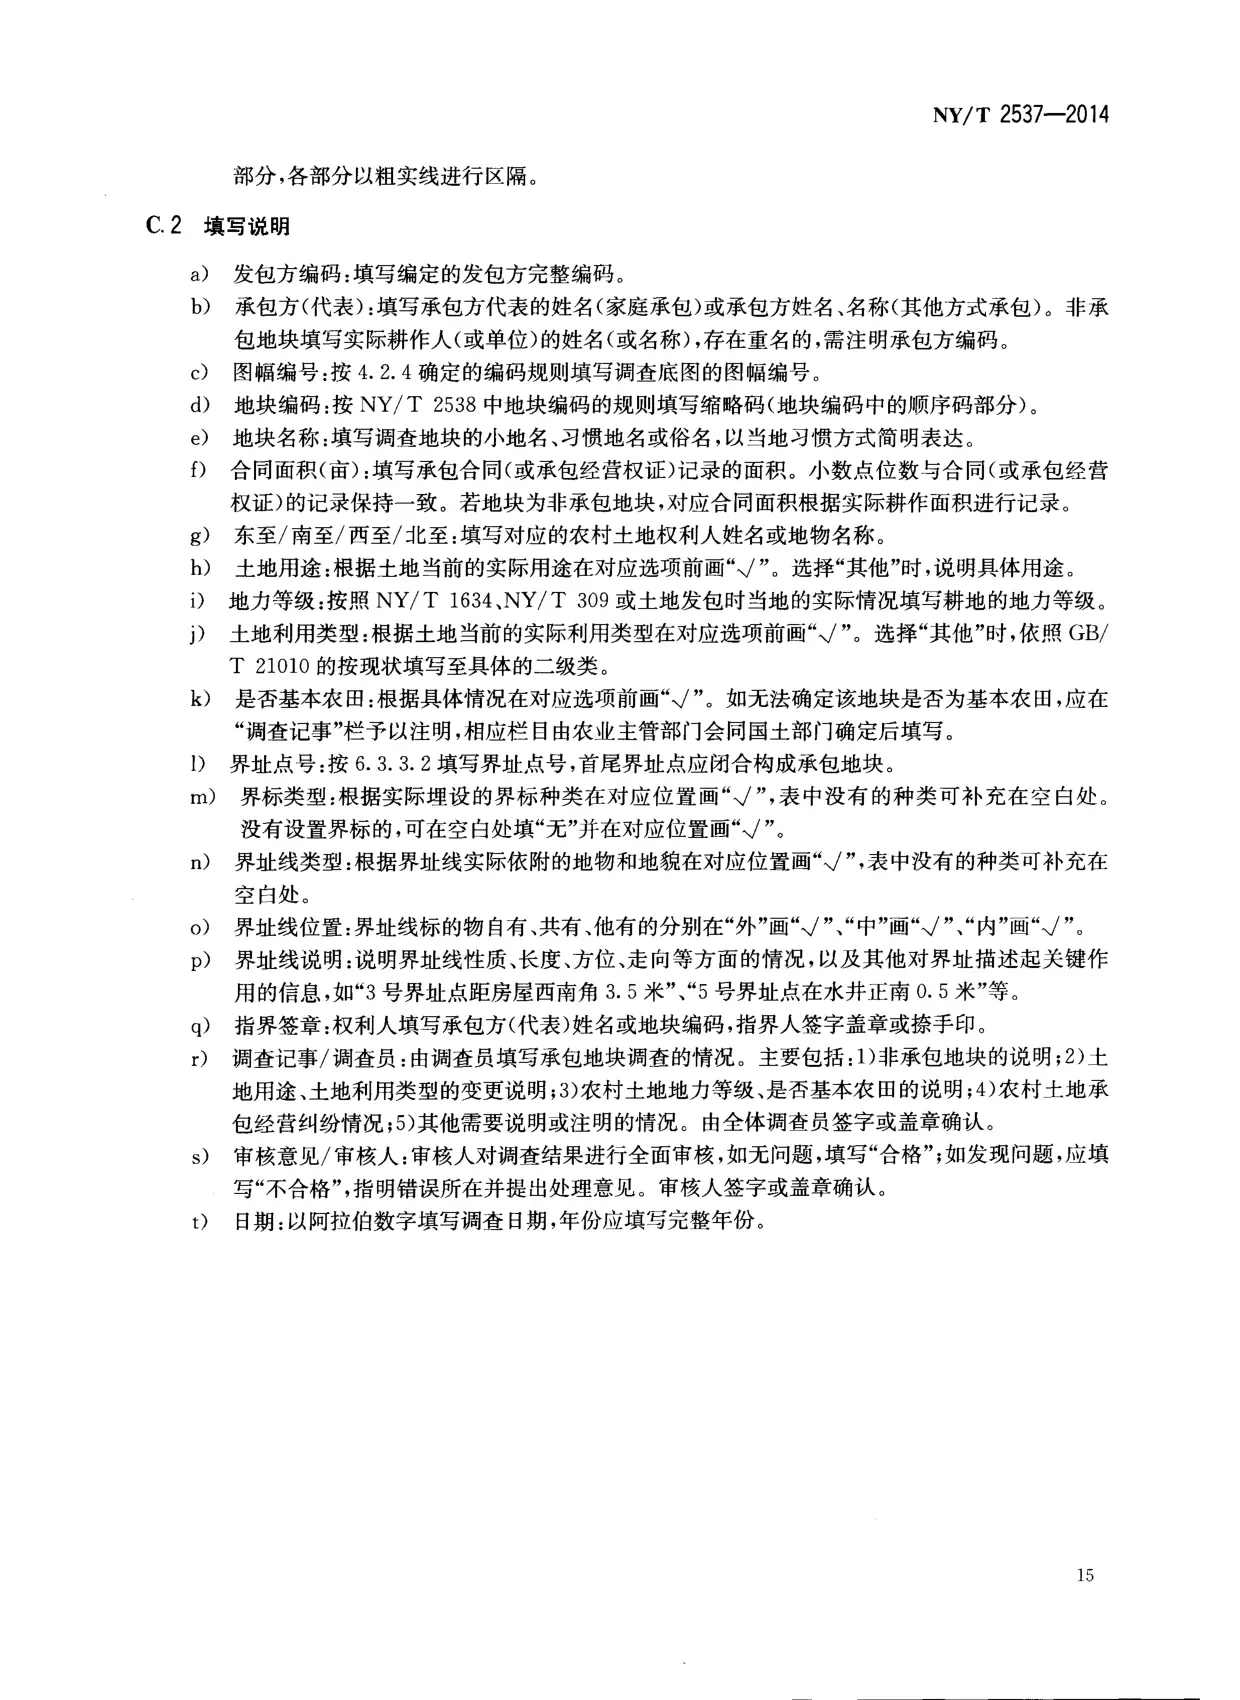 NY/T 2537—2014
部分,各部分以粗实线进行区隔。
C.2 填写说明
a) 发包方编码:填写编定的发包方完整编码。
b) 承包方(代表):填写承包方代表的姓名(家庭承包)或承包方姓名、名称(其他方式承包)。非承
包地块填写实际耕作人(或单位)的姓名(或名称),存在重名的,需注明承包方编码。
c) 图幅编号:按 4.2.4 确定的编码规则填写调查底图的图幅编号。
d) 地块编码:按 NY/T 2538 中地块编码的规则填写缩略码(地块编码中的顺序码部分)。
e) 地块名称:填写调查地块的小地名、习惯地名或俗名,以当地习惯方式简明表达。
f) 合同面积(亩):填写承包合同(或承包经营权证)记录的面积。小数点位数与合同(或承包经营
权证)的记录保持一致。若地块为非承包地块,对应合同面积根据实际耕作面积进行记录。
g) 东至/南至/西至/北至:填写对应的农村土地权利人姓名或地物名称。
h) 土地用途:根据土地当前的实际用途在对应选项前画“√”。选择“其他”时,说明具体用途。
i) 地力等级:按照 NY/T 1634、NY/T 309 或土地发包时当地的实际情况填写耕地的地力等级。
j) 土地利用类型:根据土地当前的实际利用类型在对应选项前画“√”。选择“其他”时,依照 GB/
T 21010 的按现状填写至具体的二级类。
k) 是否基本农田:根据具体情况在对应选项前画“√”。如无法确定该地块是否为基本农田,应在
“调查记事”栏予以注明,相应栏目由农业主管部门会同国土部门确定后填写。
l) 界址点号:按 6.3.3.2 填写界址点号,首尾界址点应闭合构成承包地块。
m) 界标类型:根据实际埋设的界标种类在对应位置画“√”,表中没有的种类可补充在空白处。
没有设置界标的,可在空白处填“无”并在对应位置画“√”。
n) 界址线类型:根据界址线实际依附的地物和地貌在对应位置画“√”,表中没有的种类可补充在
空白处。
o) 界址线位置:界址线标的物自有、共有、他有的分别在“外”画“√”、“中”画“√”、“内”画“√”。
p) 界址线说明:说明界址线性质、长度、方位、走向等方面的情况,以及其他对界址描述起关键作
用的信息,如“3 号界址点距房屋西南角 3.5 米”、“5 号界址点在水井正南 0.5 米”等。
q) 指界签章:权利人填写承包方(代表)姓名或地块编码,指界人签字盖章或捺手印。
r) 调查记事/调查员:由调查员填写承包地块调查的情况。主要包括:1)非承包地块的说明;2)土
地用途、土地利用类型的变更说明;3)农村土地地力等级、是否基本农田的说明;4)农村土地承
包经营纠纷情况;5)其他需要说明或注明的情况。由全体调查员签字或盖章确认。
s) 审核意见/审核人:审核人对调查结果进行全面审核,如无问题,填写“合格”;如发现问题,应填
写“不合格”,指明错误所在并提出处理意见。审核人签字或盖章确认。
t) 日期:以阿拉伯数字填写调查日期,年份应填写完整年份。
15